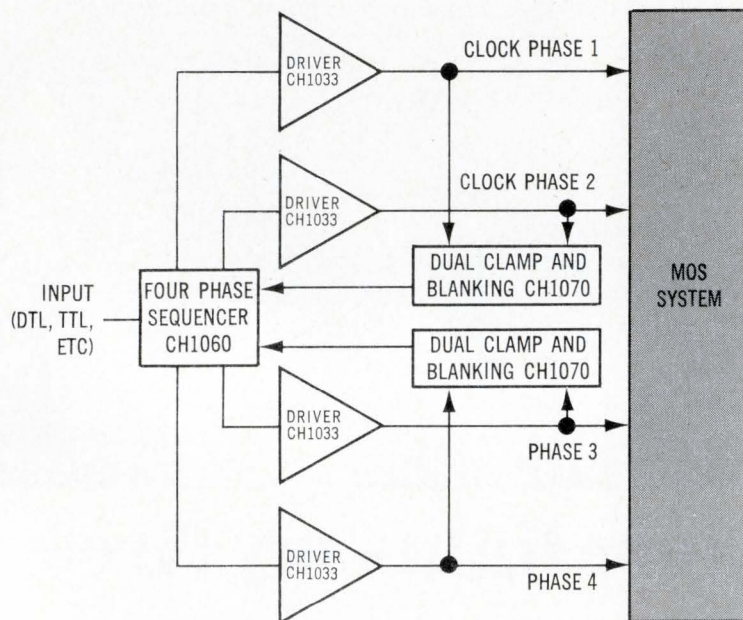 DRIVER
CH1033
CLOCK PHASE 1
DRIVER
CH1033
CLOCK PHASE 2
DUAL CLAMP AND
BLANKING CH1070
INPUT
(DTL, TTL,
ETC)
FOUR PHASE
SEQUENCER
CH1060
MOS
SYSTEM
DUAL CLAMP AND
BLANKING CH1070
DRIVER
CH1033
PHASE 3
DRIVER
CH1033
PHASE 4